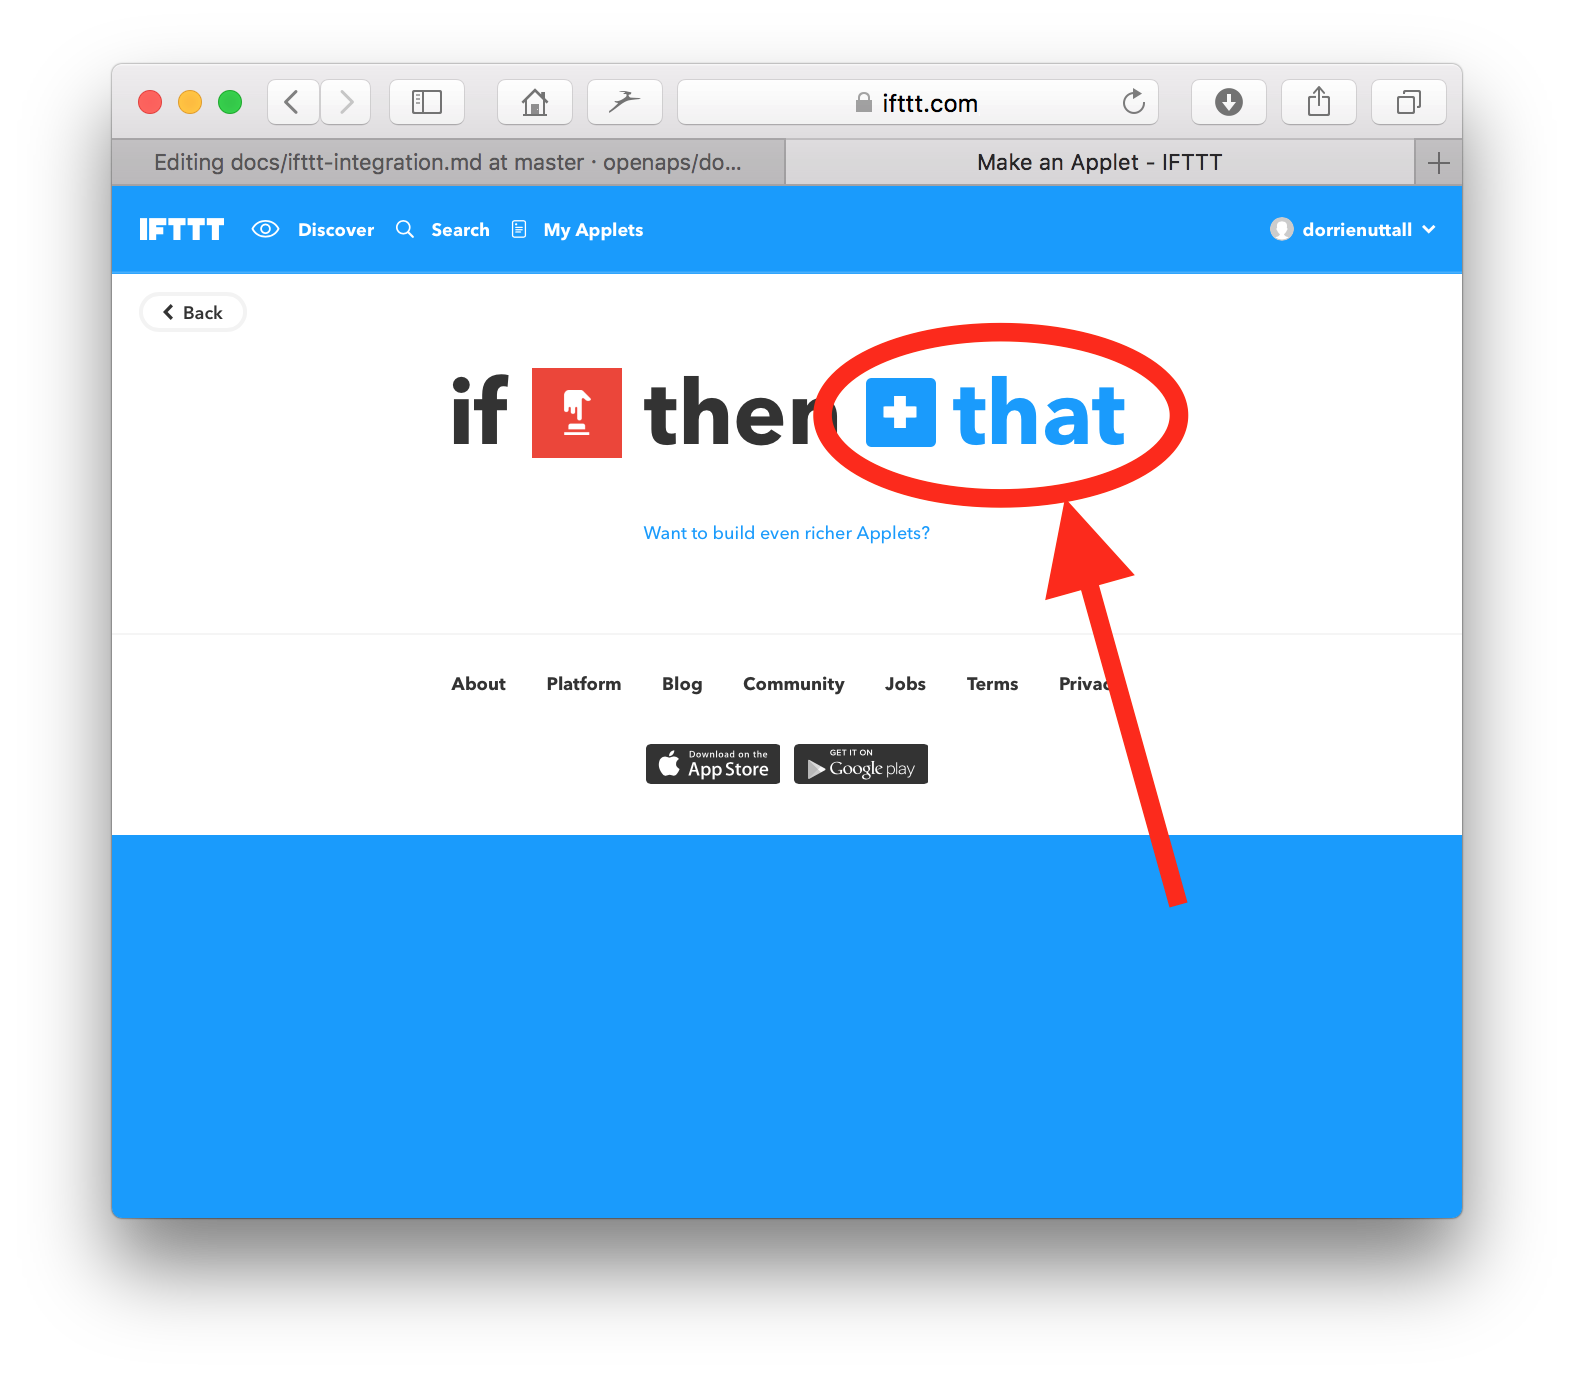 ifttt.com
Editing docs/ifttt-integration.md at master · openaps/do...
Make an Applet - IFTTT
IFTTT Discover Search My Applets dorrienuttall
Back
if then that
Want to build even richer Applets?
About Platform Blog Community Jobs Terms
Download on the
App Store
GET IT ON
Google play